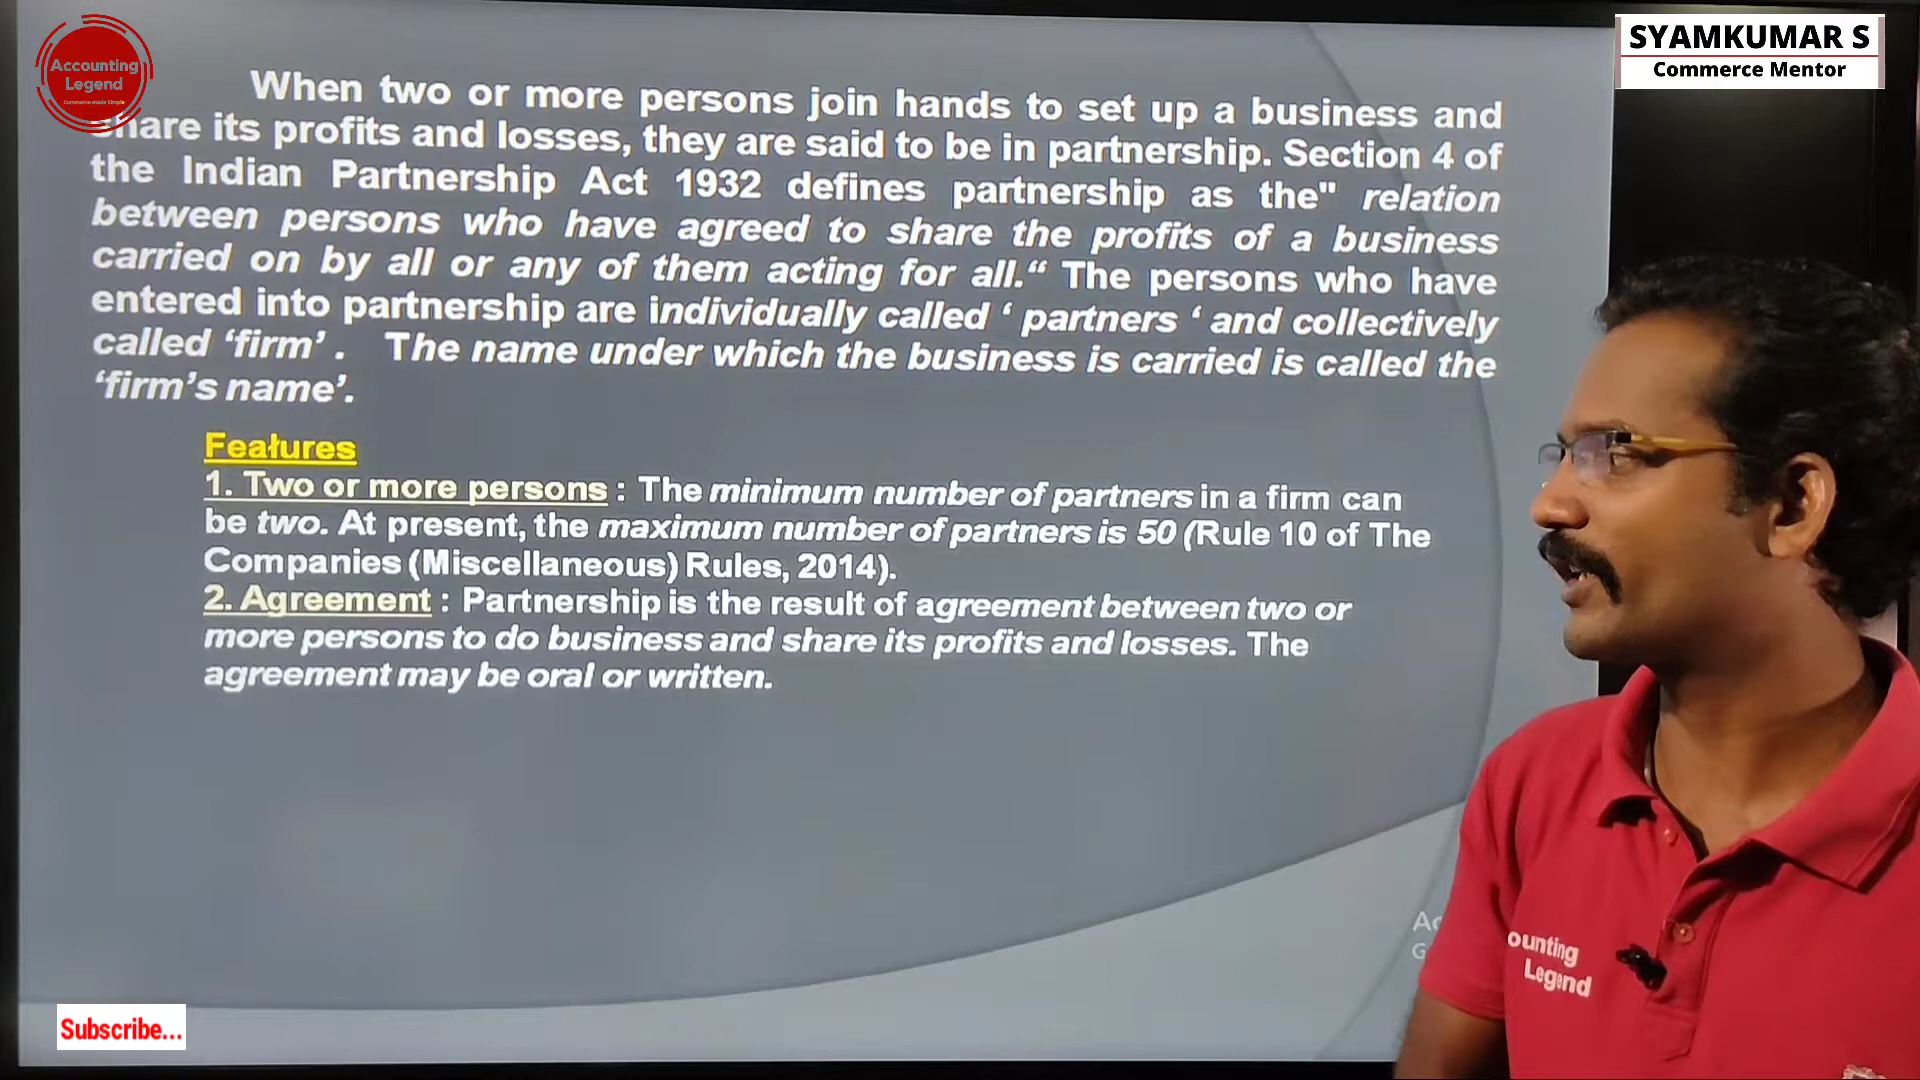 Accounting
Legend
Commerce made Simple
SYAMKUMAR S
Commerce Mentor
When two or more persons join hands to set up a business and
share its profits and losses, they are said to be in partnership. Section 4 of
the Indian Partnership Act 1932 defines partnership as the" relation
between persons who have agreed to share the profits of a business
carried on by all or any of them acting for all.“ The persons who have
entered into partnership are individually called ‘ partners ‘ and collectively
called ‘firm’ . The name under which the business is carried is called the
‘firm’s name’.
Features
1. Two or more persons : The minimum number of partners in a firm can
be two. At present, the maximum number of partners is 50 (Rule 10 of The
Companies (Miscellaneous) Rules, 2014).
2. Agreement : Partnership is the result of agreement between two or
more persons to do business and share its profits and losses. The
agreement may be oral or written.
ounting
Legend
Subscribe...